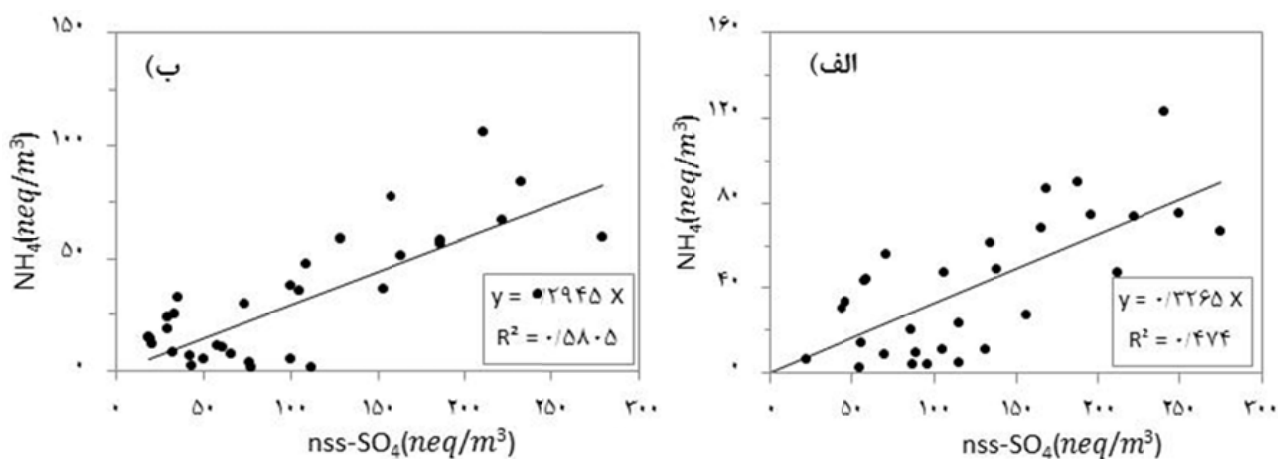 الف)
۱۶۰
۱۲۰
۸۰
۴۰
۰
NH₄(neq/m³)
y = ۰/۳۲۶۵ X
R² = ۰/۴۷۴
۰ ۵۰ ۱۰۰ ۱۵۰ ۲۰۰ ۲۵۰ ۳۰۰
nss-SO₄(neq/m³)
ب)
۱۵۰
۱۰۰
۵۰
۰
NH₄(neq/m³)
y = ۰/۲۹۴۵ X
R² = ۰/۵۸۰۵
۰ ۵۰ ۱۰۰ ۱۵۰ ۲۰۰ ۲۵۰ ۳۰۰
nss-SO₄(neq/m³)